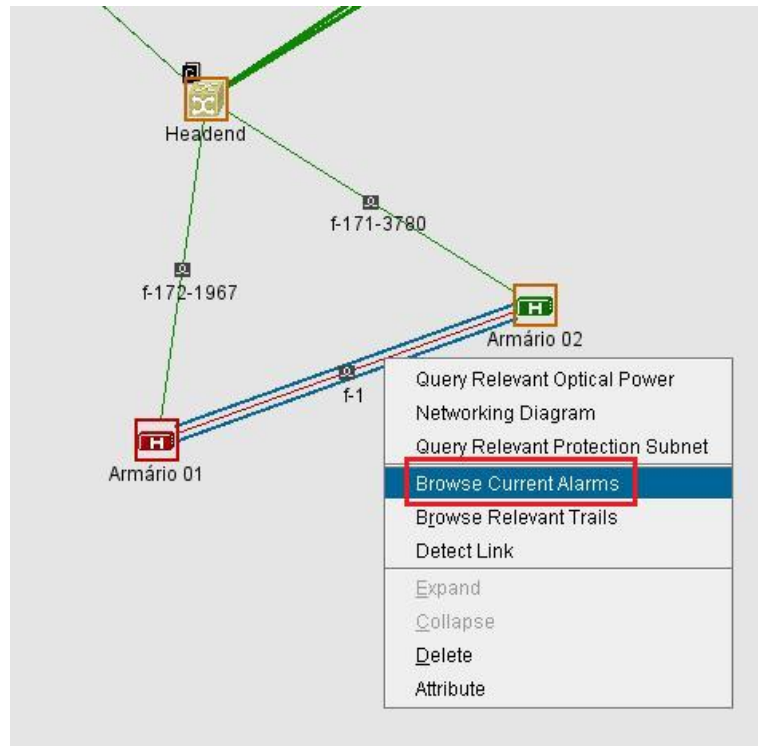 Headend
f-171-3780
f-172-1967
Armário 02
f-1
Armário 01
Query Relevant Optical Power
Networking Diagram
Query Relevant Protection Subnet
Browse Current Alarms
Browse Relevant Trails
Detect Link
Expand
Collapse
Delete
Attribute